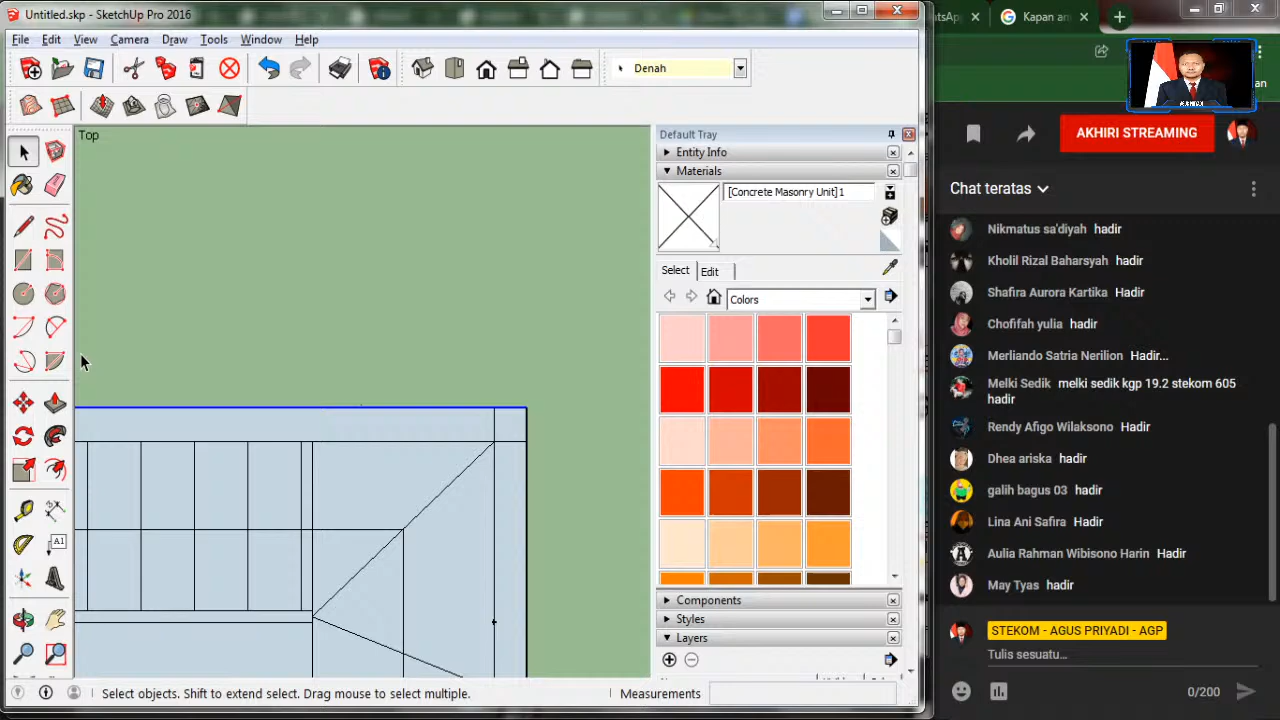 Untitled.skp - SketchUp Pro 2016
File Edit View Camera Draw Tools Window Help
Denah
Top
Default Tray
Entity Info
Materials
[Concrete Masonry Unit]1
Select Edit
Colors
Components
Styles
Layers
A1
Select objects. Shift to extend select. Drag mouse to select multiple.
Measurements
Kapan an
AKHIRI STREAMING
Chat teratas
Nikmatus sa'diyah hadir
Kholil Rizal Baharsyah hadir
Shafira Aurora Kartika Hadir
Chofifah yulia hadir
Merliando Satria Nerilion Hadir...
Melki Sedik melki sedik kgp 19.2 stekom 605
hadir
Rendy Afigo Wilaksono Hadir
Dhea ariska hadir
galih bagus 03 hadir
Lina Ani Safira Hadir
Aulia Rahman Wibisono Harin Hadir
May Tyas hadir
STEKOM - AGUS PRIYADI - AGP
Tulis sesuatu...
0/200